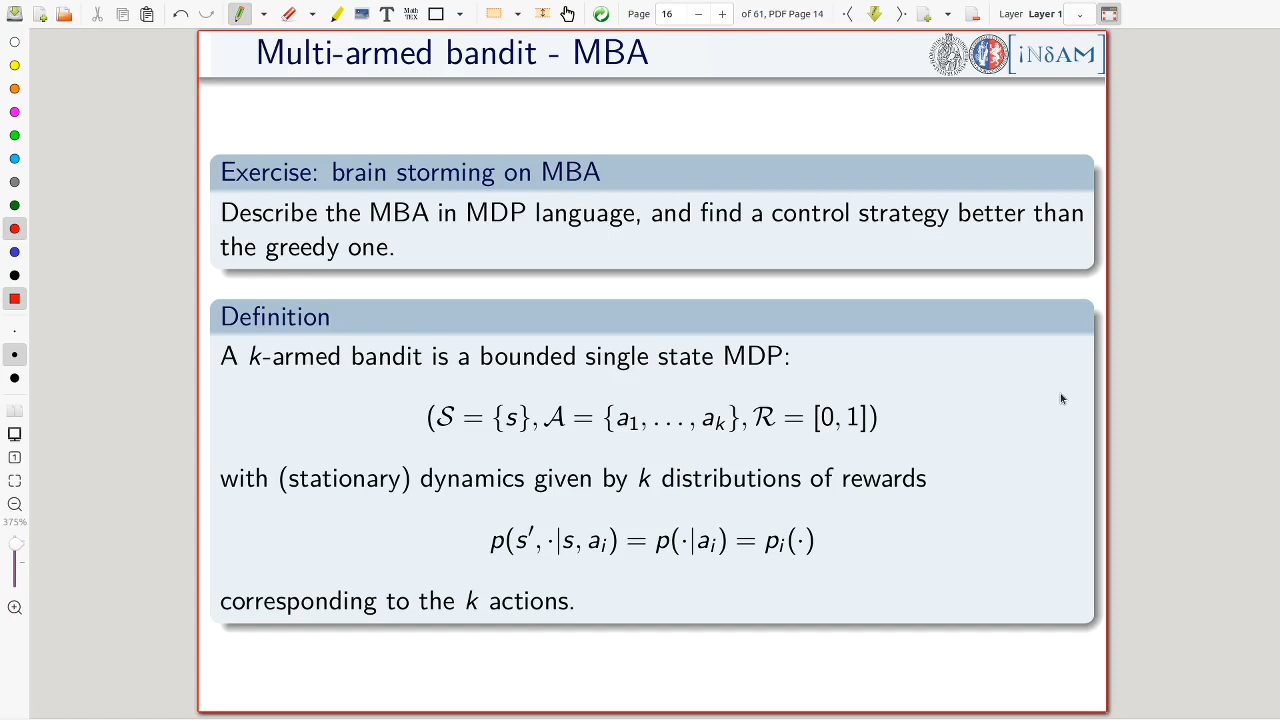 Page 16 − + of 61, PDF Page 14 Layer Layer 1
Multi-armed bandit - MBA
iNδAM
Exercise: brain storming on MBA
Describe the MBA in MDP language, and find a control strategy better than
the greedy one.
Definition
A k-armed bandit is a bounded single state MDP:
(𝒮 = {s}, 𝒜 = {a₁, . . . , aₖ}, ℛ = [0, 1])
with (stationary) dynamics given by k distributions of rewards
p(s′, ·|s, aᵢ) = p(·|aᵢ) = pᵢ(·)
corresponding to the k actions.
375%